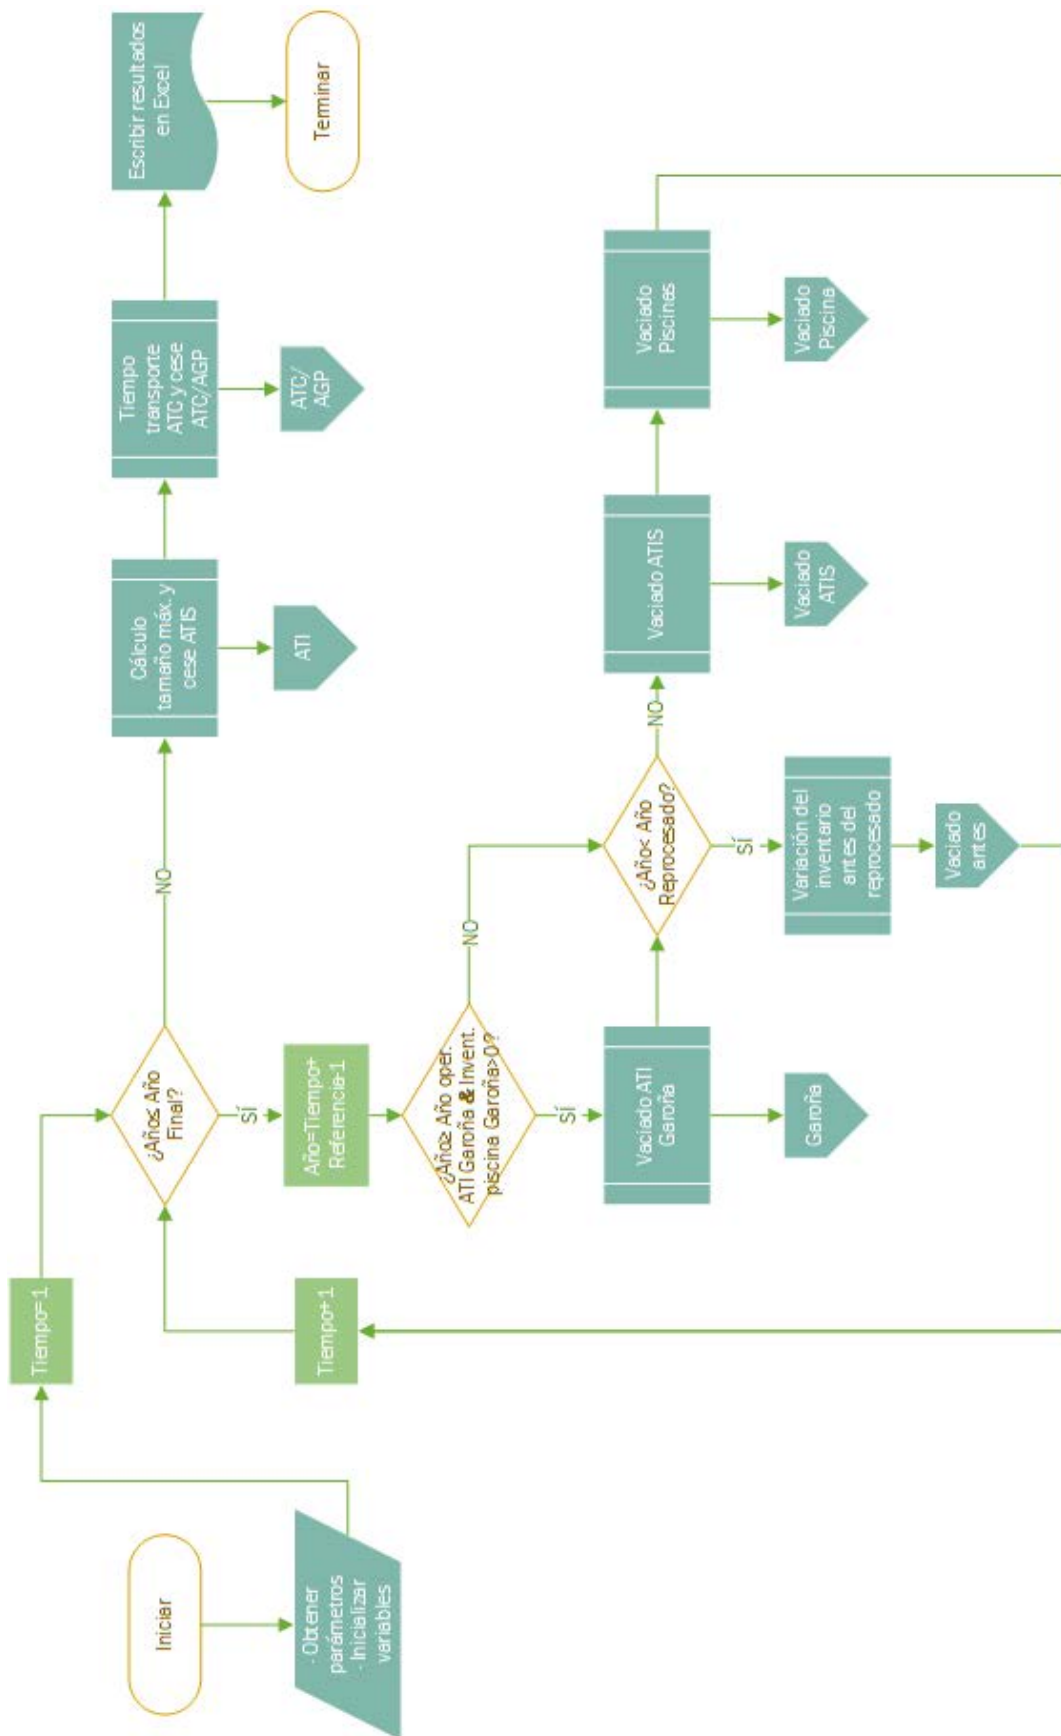 Iniciar
- Obtener
parámetros
- Inicializar
variables
Tiempo=1
Tiempo+1
¿Año≤ Año
Final?
NO
SÍ
Año=Tiempo+
Referencia-1
¿Año≥ Año oper.
ATI Garoña & Invent.
piscina Garoña>0?
NO
SÍ
Vaciado ATI
Garoña
Garoña
¿Año< Año
Reprocesado?
NO
SÍ
Variación del
inventario
antes del
reprocesado
Vaciado
antes
Vaciado ATIS
Vaciado
ATIS
Vaciado
Piscinas
Vaciado
Piscina
Cálculo
tamaño máx. y
cese ATIS
ATI
Tiempo
transporte
ATC y cese
ATC/AGP
ATC/
AGP
Escribir resultados
en Excel
Terminar